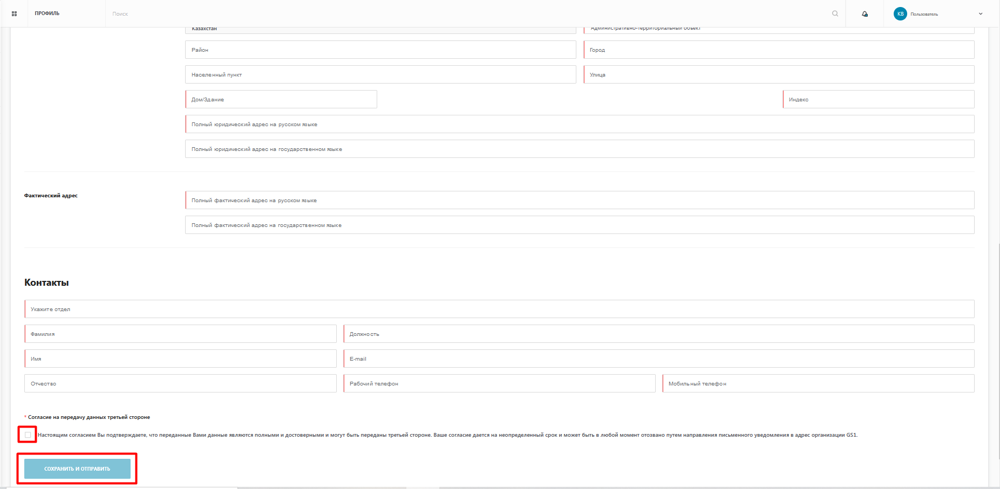 ПРОФИЛЬ
Поиск
КВ
Пользователь
Казахстан
Административно-территориальный объект
Район
Город
Населенный пункт
Улица
Дом/Здание
Индекс
Полный юридический адрес на русском языке
Полный юридический адрес на государственном языке
Фактический адрес
Полный фактический адрес на русском языке
Полный фактический адрес на государственном языке
Контакты
Укажите отдел
Фамилия
Должность
Имя
E-mail
Отчество
Рабочий телефон
Мобильный телефон
* Согласие на передачу данных третьей стороне
Настоящим согласием Вы подтверждаете, что переданные Вами данные являются полными и достоверными и могут быть переданы третьей стороне. Ваше согласие дается на неопределенный срок и может быть в любой момент отозвано путем направления письменного уведомления в адрес организации GS1.
СОХРАНИТЬ И ОТПРАВИТЬ